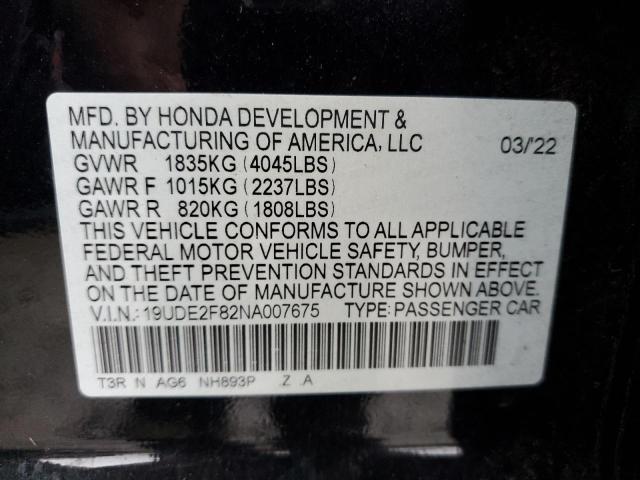 MFD. BY HONDA DEVELOPMENT &
MANUFACTURING OF AMERICA, LLC 03/'22
GVWR 1835KG (4045LBS)
GAWR F 1015KG (2237LBS)
GAWR R 820KG (1808LBS)
THIS VEHICLE CONFORMS TO ALL APPLICABLE
FEDERAL MOTOR VEHICLE SAFETY, BUMPER,
AND THEFT PREVENTION STANDARDS IN EFFECT
ON THE DATE OF MANUFACTURE SHOWN ABOVE.
V.I.N.: 19UDE2F82NA007675 TYPE: PASSENGER CAR
T3R N AG6 NH893P Z A